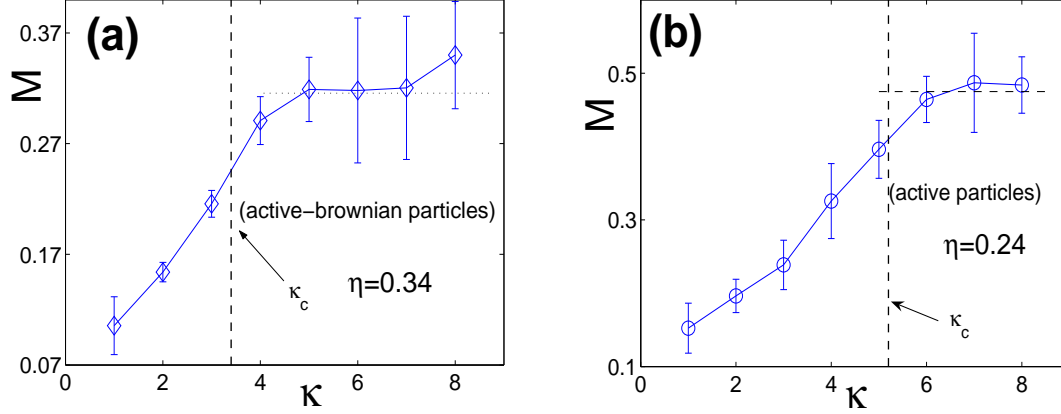 (a)
M
0.37
0.27
0.17
0.07
(active−brownian particles)
κc
η=0.34
0 2 4 6 8
κ
(b)
M
0.5
0.3
0.1
(active particles)
η=0.24
κc
0 2 4 6 8
κ